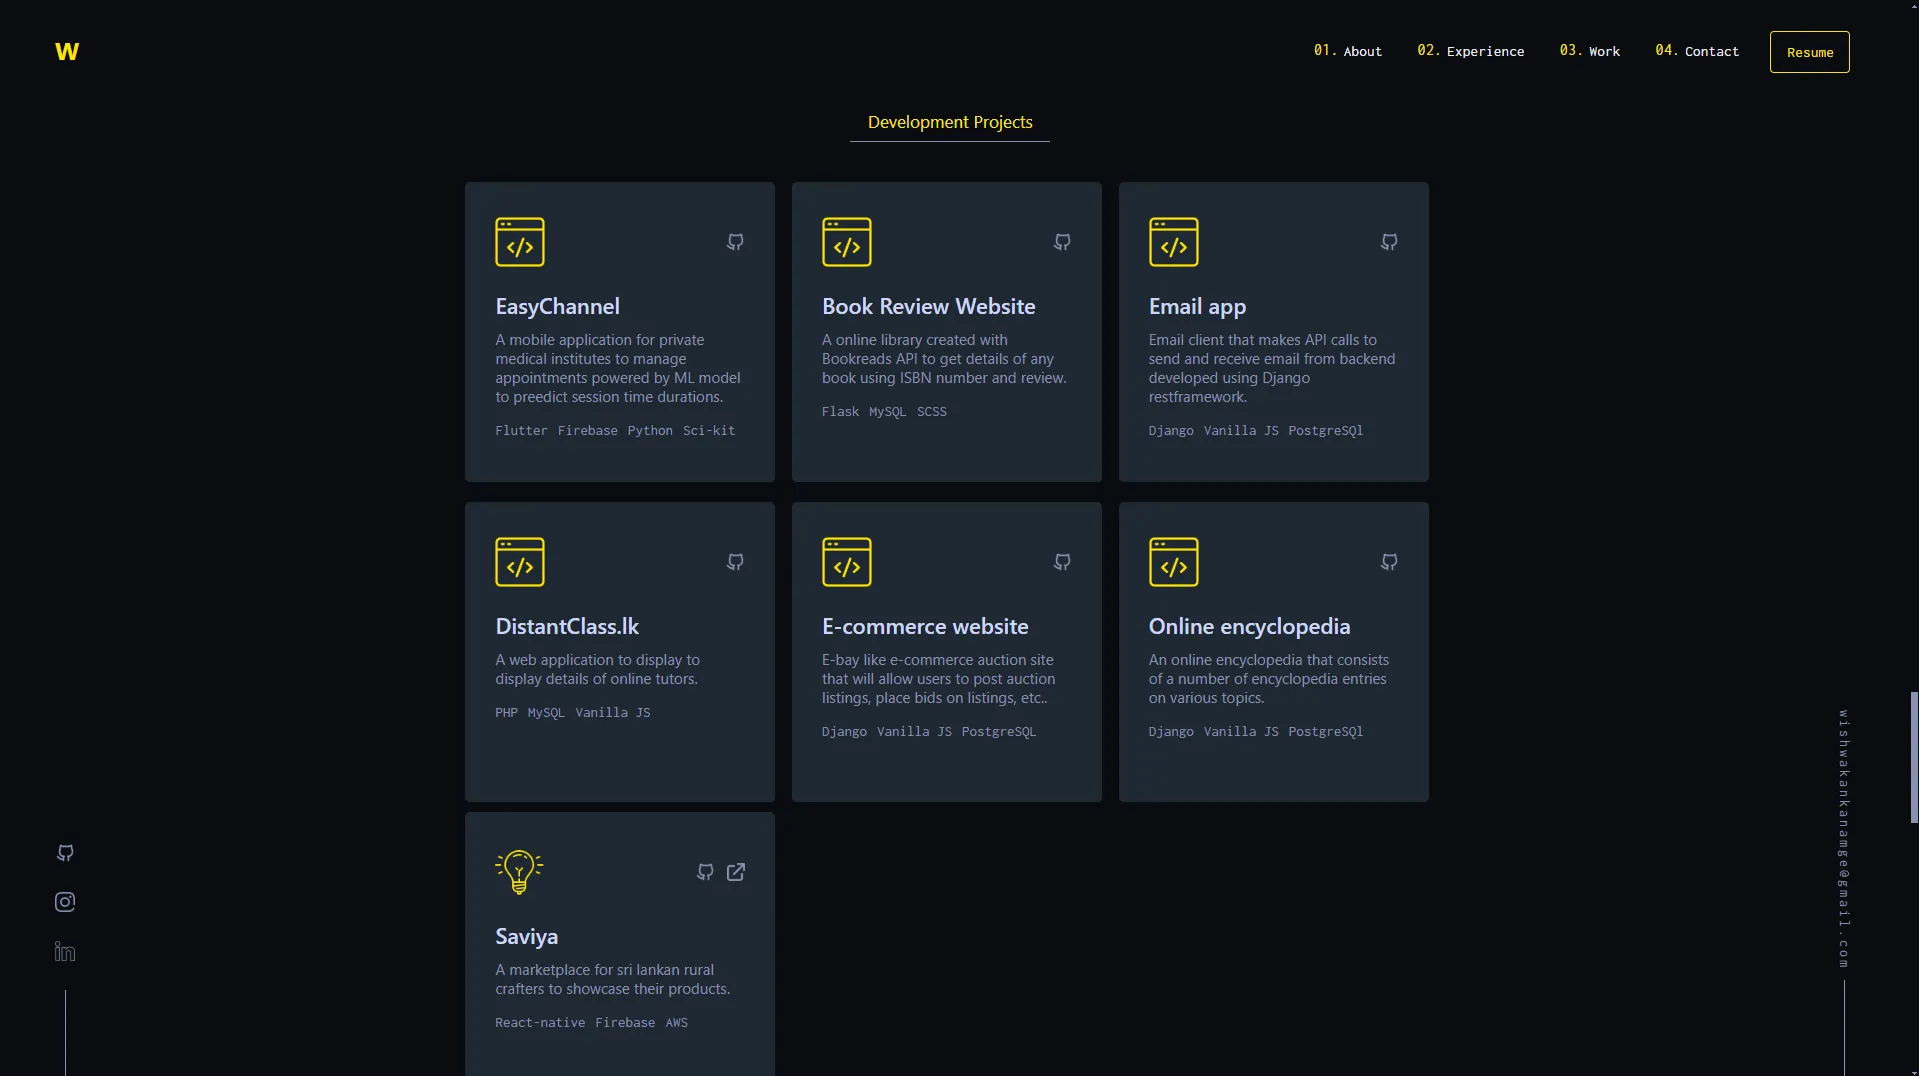 W
01. About
02. Experience
03. Work
04. Contact
Resume
Development Projects
EasyChannel
A mobile application for private
medical institutes to manage
appointments powered by ML model
to preedict session time durations.
Flutter Firebase Python Sci-kit
Book Review Website
A online library created with
Bookreads API to get details of any
book using ISBN number and review.
Flask MySQL SCSS
Email app
Email client that makes API calls to
send and receive email from backend
developed using Django
restframework.
Django Vanilla JS PostgreSQl
DistantClass.lk
A web application to display to
display details of online tutors.
PHP MySQL Vanilla JS
E-commerce website
E-bay like e-commerce auction site
that will allow users to post auction
listings, place bids on listings, etc..
Django Vanilla JS PostgreSQL
Online encyclopedia
An online encyclopedia that consists
of a number of encyclopedia entries
on various topics.
Django Vanilla JS PostgreSQl
Saviya
A marketplace for sri lankan rural
crafters to showcase their products.
React-native Firebase AWS
wishwakankanamge@gmail.com